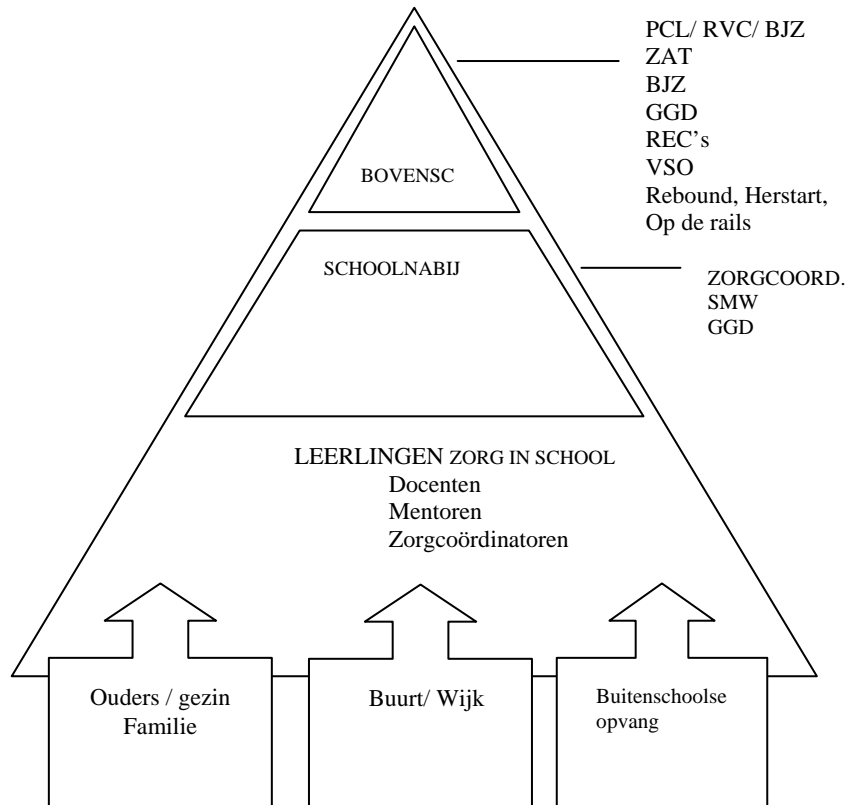 PCL/ RVC/ BJZ
ZAT
BJZ
GGD
REC’s
VSO
Rebound, Herstart,
Op de rails
BOVENSC
SCHOOLNABIJ
ZORGCOORD.
SMW
GGD
LEERLINGEN ZORG IN SCHOOL
Docenten
Mentoren
Zorgcoördinatoren
Ouders / gezin
Familie
Buurt/ Wijk
Buitenschoolse
opvang